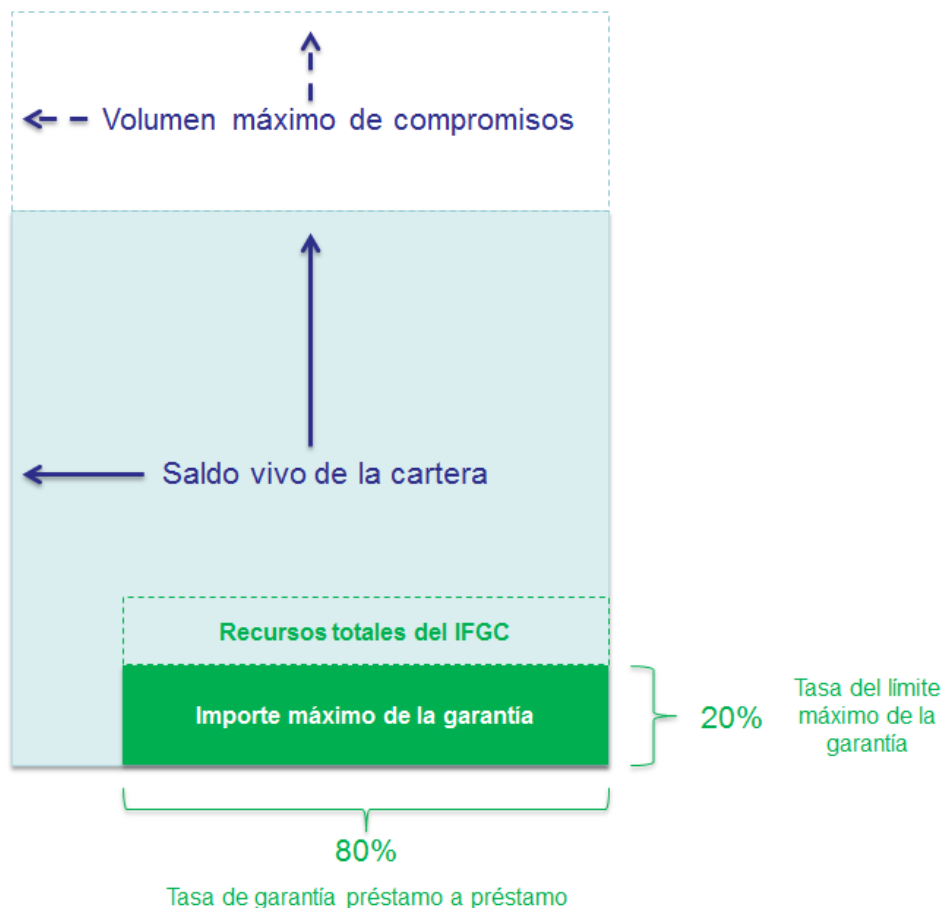 Volumen máximo de compromisos
Saldo vivo de la cartera
Recursos totales del IFGC
Importe máximo de la garantía
20%
Tasa del límite
máximo de la
garantía
80%
Tasa de garantía préstamo a préstamo